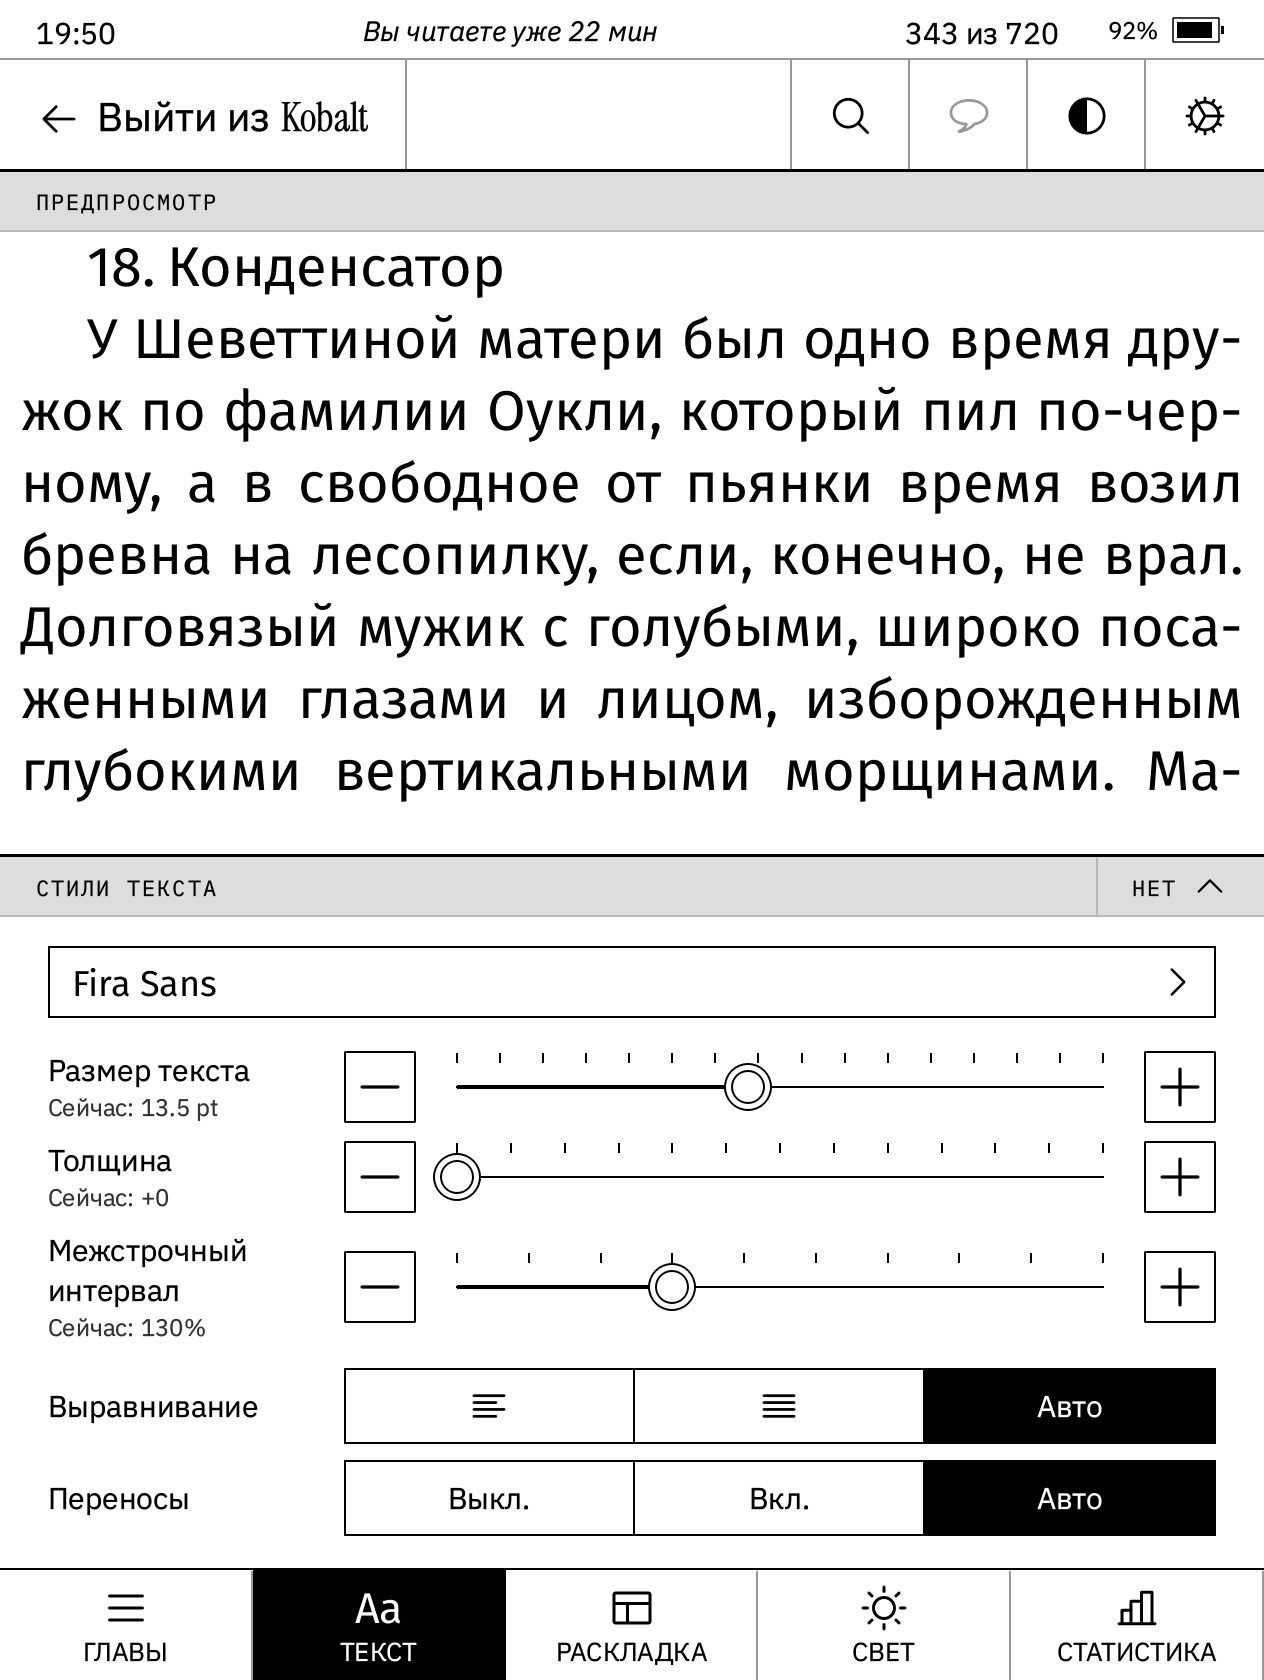 19:50 Вы читаете уже 22 мин 343 из 720 92%
Выйти из Kobalt
ПРЕДПРОСМОТР
18. Конденсатор
У Шеветтиной матери был одно время дру-
жок по фамилии Оукли, который пил по-чер-
ному, а в свободное от пьянки время возил
бревна на лесопилку, если, конечно, не врал.
Долговязый мужик с голубыми, широко поса-
женными глазами и лицом, изборожденным
глубокими вертикальными морщинами. Ма-
СТИЛИ ТЕКСТА НЕТ
Fira Sans
Размер текста
Сейчас: 13.5 pt
Толщина
Сейчас: +0
Межстрочный
интервал
Сейчас: 130%
Выравнивание Авто
Переносы Выкл. Вкл. Авто
Aa
ГЛАВЫ ТЕКСТ РАСКЛАДКА СВЕТ СТАТИСТИКА